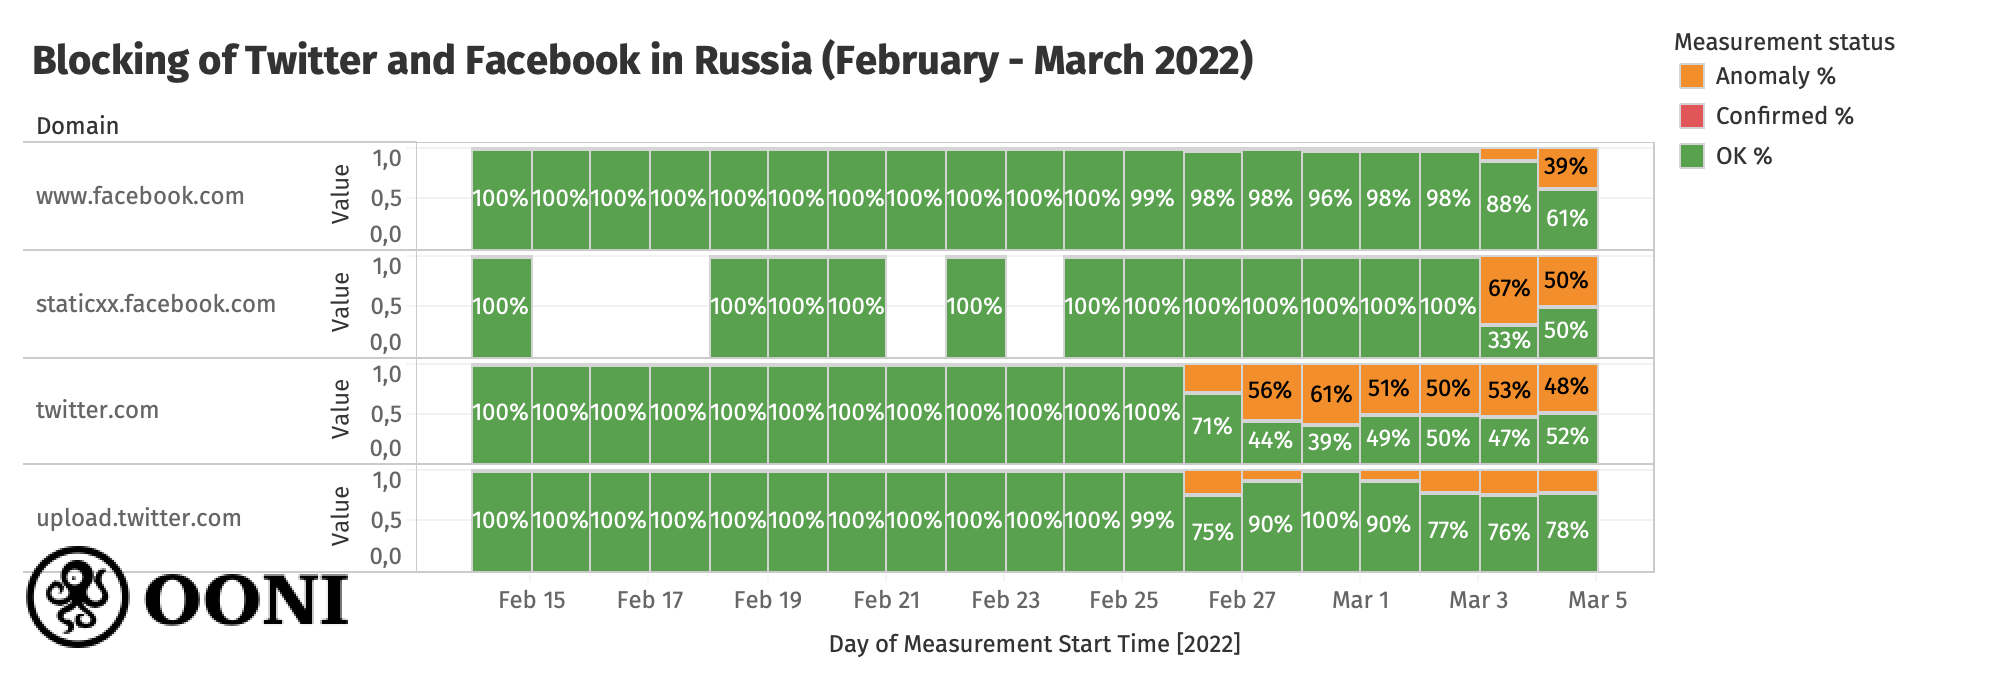 Blocking of Twitter and Facebook in Russia (February - March 2022)
Measurement status
Anomaly %
Confirmed %
OK %
Domain
www.facebook.com
Value
1,0
0,5
0,0
100% 100% 100% 100% 100% 100% 100% 100% 100% 100% 100% 99% 98% 98% 96% 98% 98% 88% 39%
61%
staticxx.facebook.com
Value
1,0
0,5
0,0
100% 100% 100% 100% 100% 100% 100% 100% 100% 100% 100% 100% 67% 50%
33% 50%
twitter.com
Value
1,0
0,5
0,0
100% 100% 100% 100% 100% 100% 100% 100% 100% 100% 100% 100% 71% 56% 61% 51% 50% 53% 48%
44% 39% 49% 50% 47% 52%
upload.twitter.com
Value
1,0
0,5
0,0
100% 100% 100% 100% 100% 100% 100% 100% 100% 100% 100% 99% 75% 90% 100% 90% 77% 76% 78%
OONI
Feb 15 Feb 17 Feb 19 Feb 21 Feb 23 Feb 25 Feb 27 Mar 1 Mar 3 Mar 5
Day of Measurement Start Time [2022]